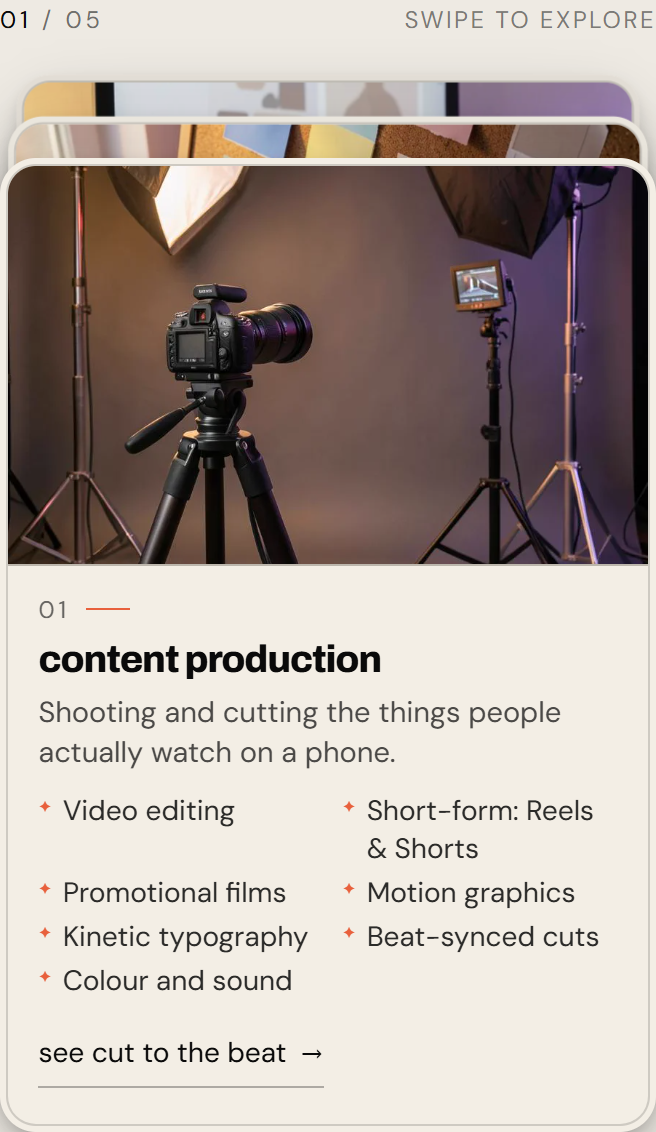 01 / 05
SWIPE TO EXPLORE
01
content production
Shooting and cutting the things people
actually watch on a phone.
✦ Video editing
✦ Short-form: Reels
& Shorts
✦ Promotional films
✦ Motion graphics
✦ Kinetic typography
✦ Beat-synced cuts
✦ Colour and sound
see cut to the beat →